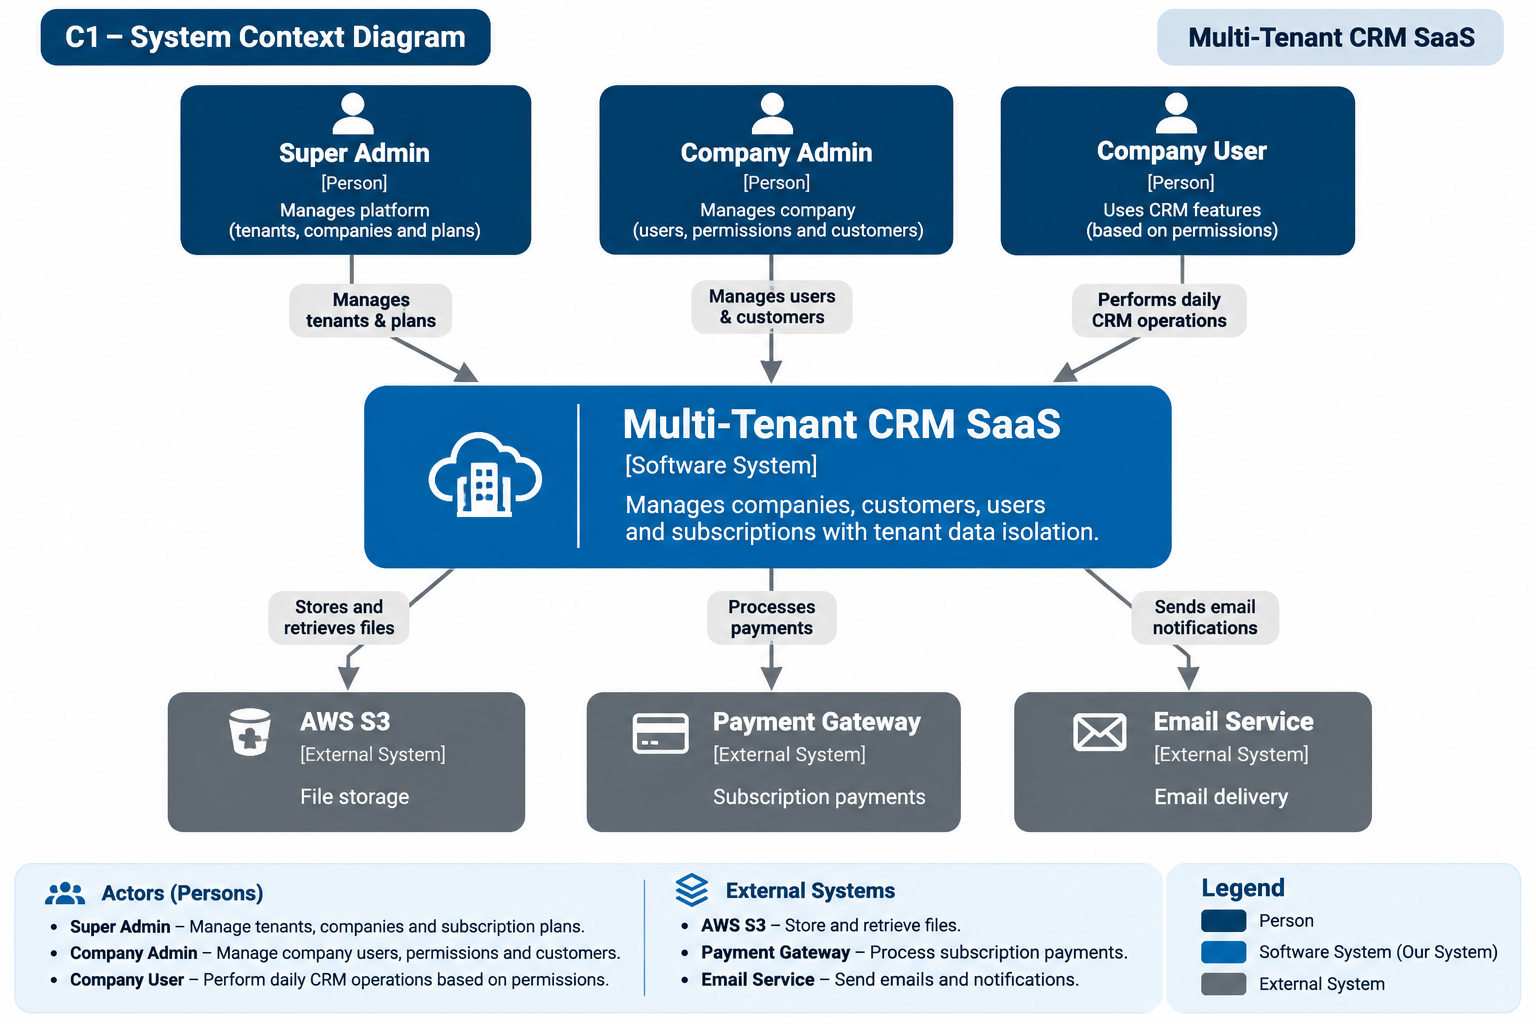 C1 – System Context Diagram
Multi-Tenant CRM SaaS
Super Admin
[Person]
Manages platform
(tenants, companies and plans)
Company Admin
[Person]
Manages company
(users, permissions and customers)
Company User
[Person]
Uses CRM features
(based on permissions)
Manages
tenants & plans
Manages users
& customers
Performs daily
CRM operations
Multi-Tenant CRM SaaS
[Software System]
Manages companies, customers, users
and subscriptions with tenant data isolation.
Stores and
retrieves files
Processes
payments
Sends email
notifications
AWS S3
[External System]
File storage
Payment Gateway
[External System]
Subscription payments
Email Service
[External System]
Email delivery
Actors (Persons)
• Super Admin – Manage tenants, companies and subscription plans.
• Company Admin – Manage company users, permissions and customers.
• Company User – Perform daily CRM operations based on permissions.
External Systems
• AWS S3 – Store and retrieve files.
• Payment Gateway – Process subscription payments.
• Email Service – Send emails and notifications.
Legend
Person
Software System (Our System)
External System